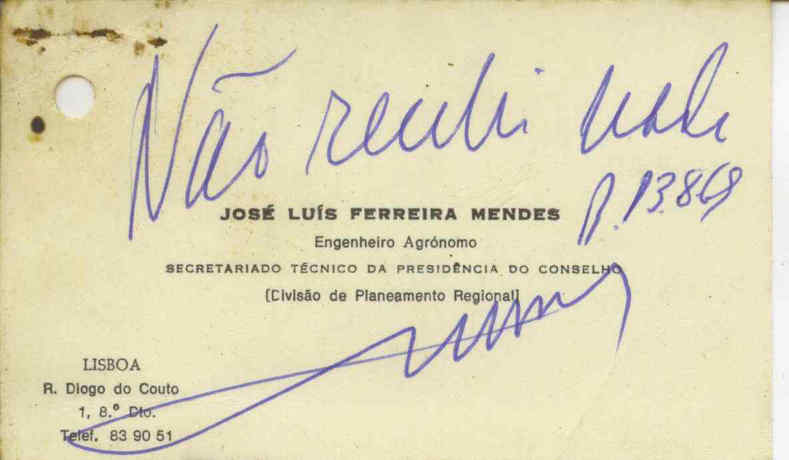 Não recebi nada
13.8.69
JOSÉ LUÍS FERREIRA MENDES
Engenheiro Agrónomo
SECRETARIADO TÉCNICO DA PRESIDÊNCIA DO CONSELHO
(Divisão de Planeamento Regional)
LISBOA
R. Diogo do Couto
1, 8.º Dto.
Telef. 83 90 51